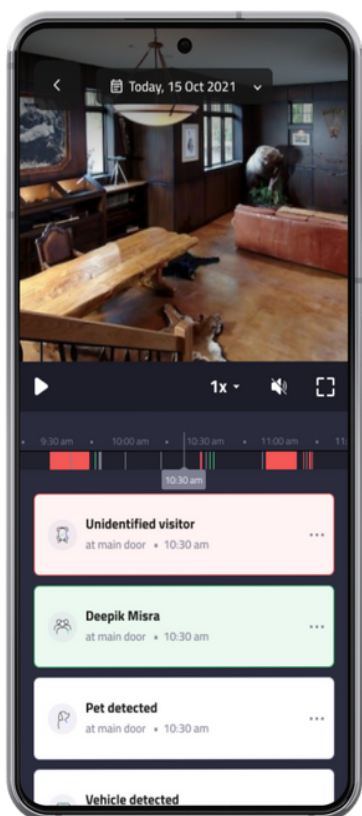 Today, 15 Oct 2021
1x
9:30 am 10:00 am 10:30 am 11:00 am 11:
10:30 am
Unidentified visitor
at main door • 10:30 am
Deepik Misra
at main door • 10:30 am
Pet detected
at main door • 10:30 am
Vehicle detected